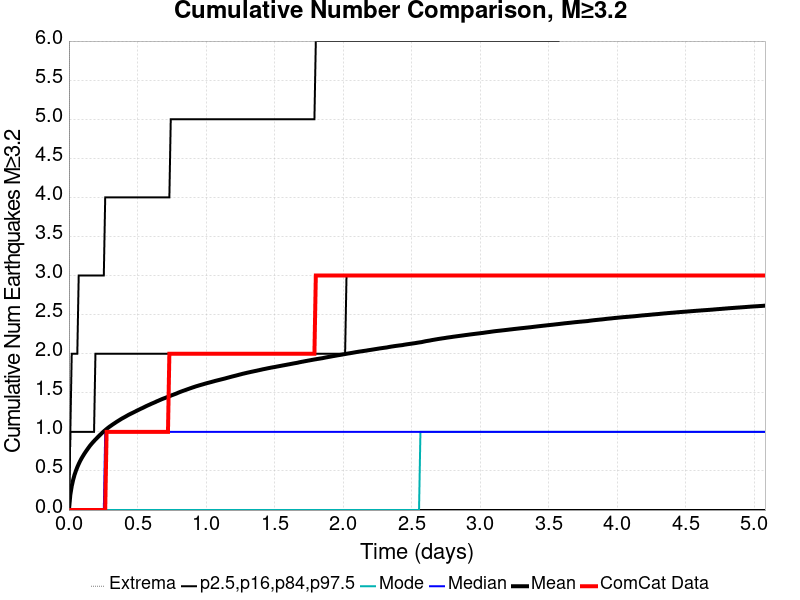 Cumulative Number Comparison, M≥3.2
Cumulative Num Earthquakes M≥3.2
6.0
5.5
5.0
4.5
4.0
3.5
3.0
2.5
2.0
1.5
1.0
0.5
0.0
0.0 0.5 1.0 1.5 2.0 2.5 3.0 3.5 4.0 4.5 5.0
Time (days)
Extrema p2.5,p16,p84,p97.5 Mode Median Mean ComCat Data